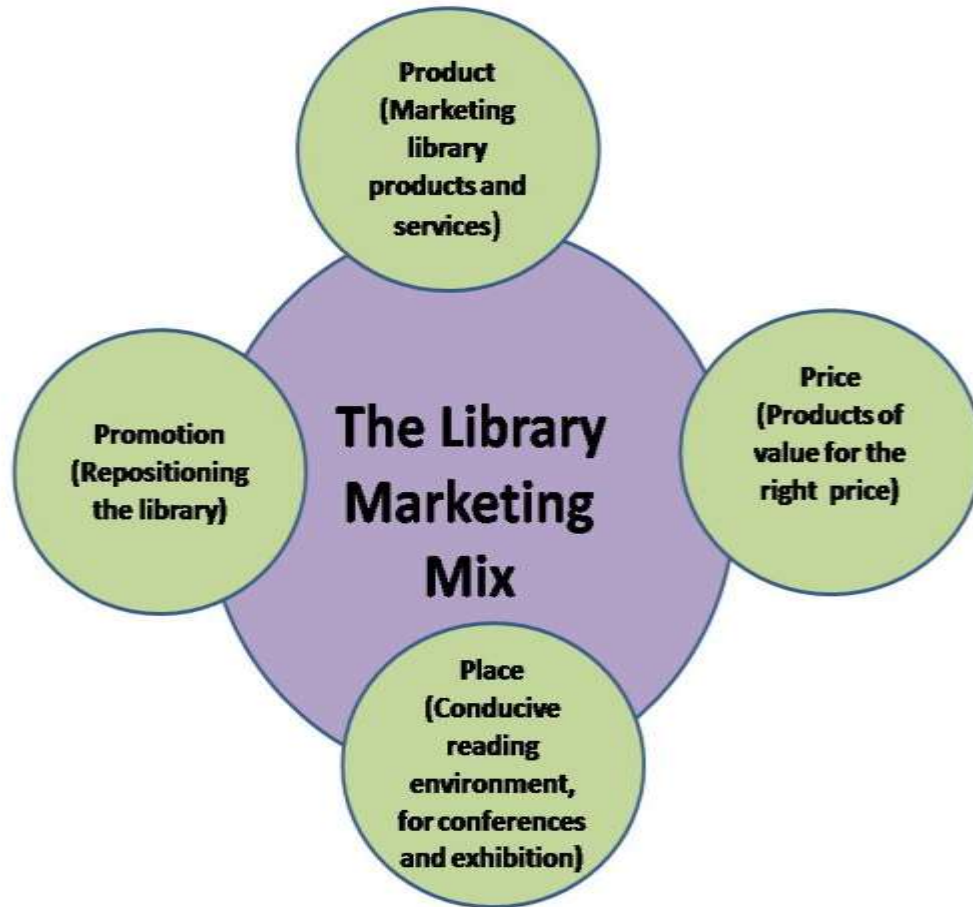 Product
(Marketing
library
products and
services)
Price
(Products of
value for the
right price)
Promotion
(Repositioning
the library)
The Library
Marketing
Mix
Place
(Conducive
reading
environment,
for conferences
and exhibition)